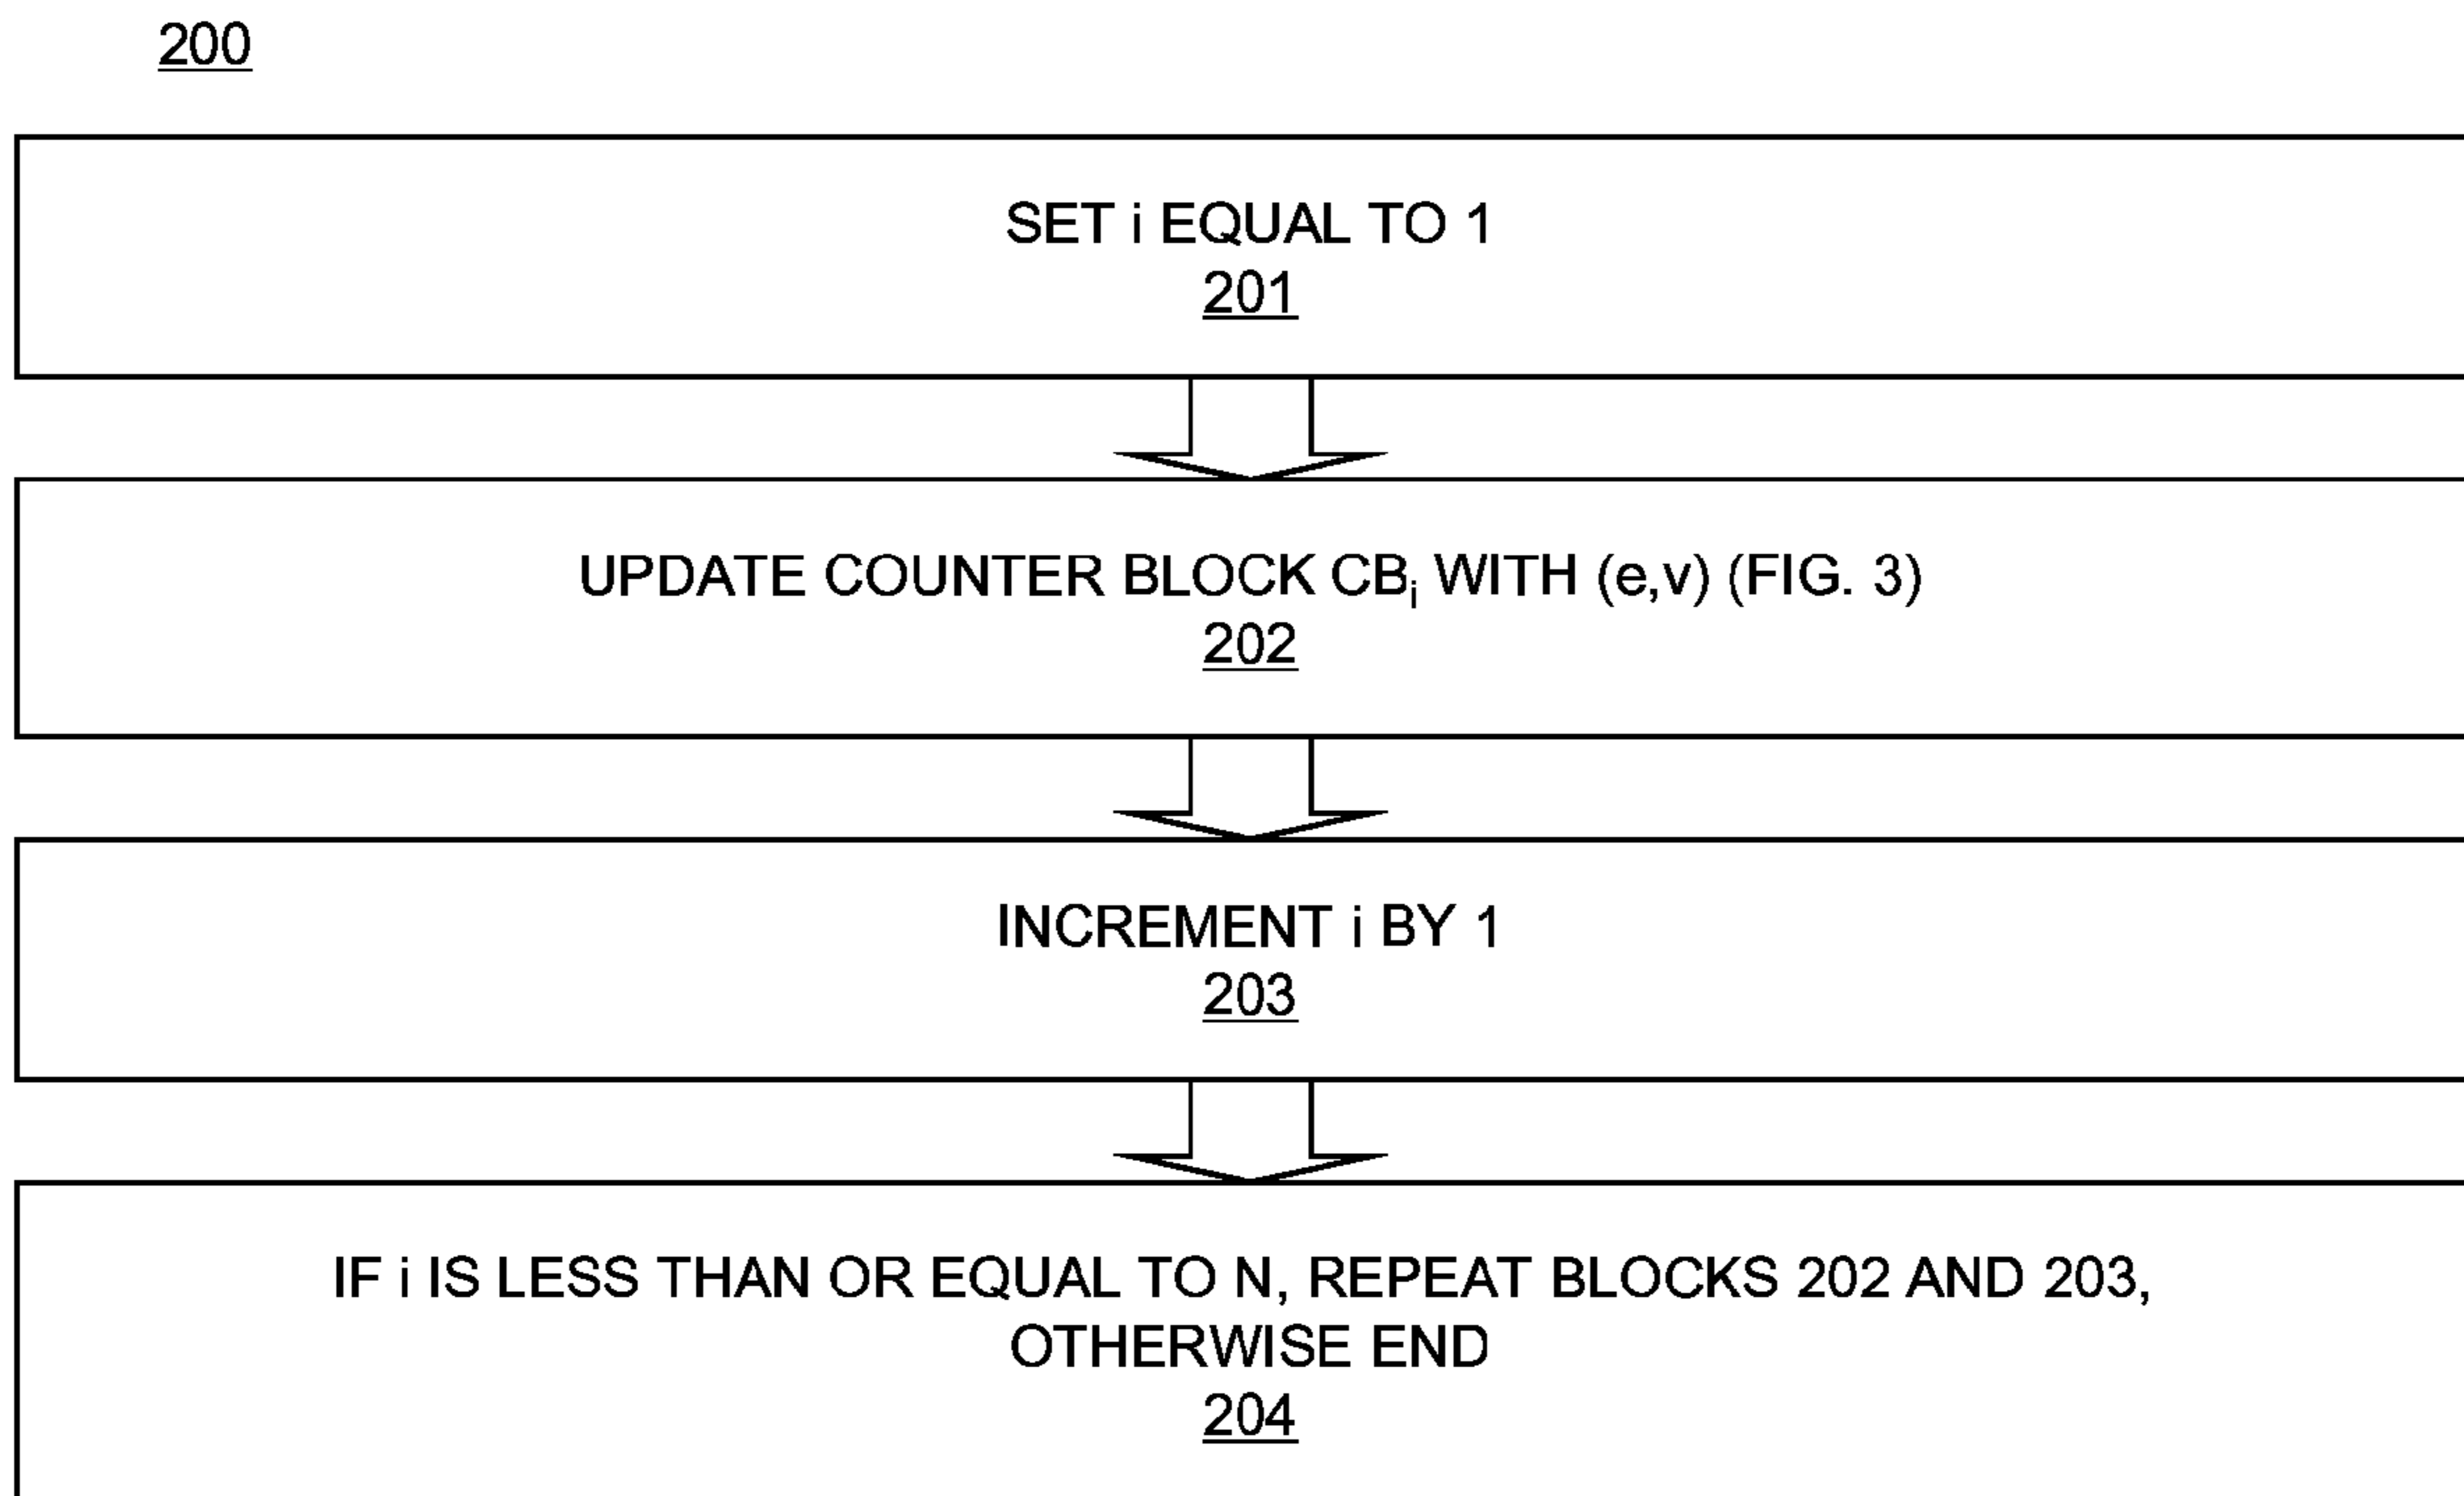 200
SET i EQUAL TO 1
201
UPDATE COUNTER BLOCK CBi WITH (e,v) (FIG. 3)
202
INCREMENT i BY 1
203
IF i IS LESS THAN OR EQUAL TO N, REPEAT BLOCKS 202 AND 203,
OTHERWISE END
204